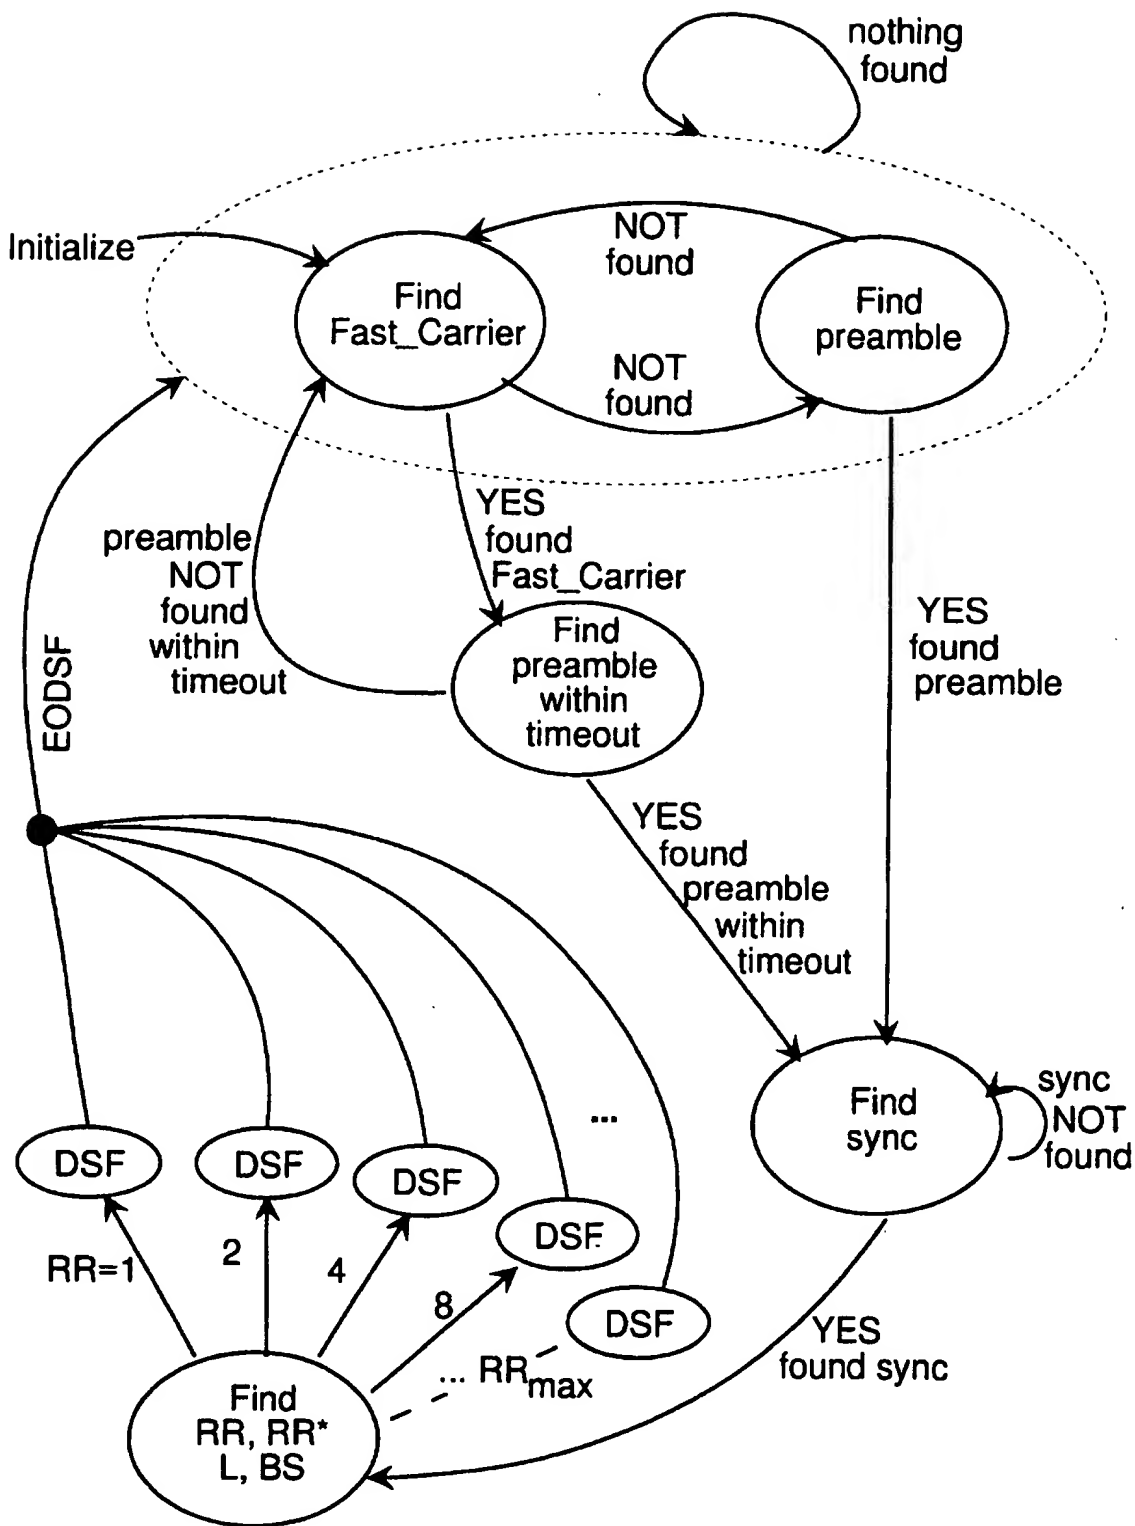 nothing
found
Initialize
NOT
found
Find
Fast_Carrier
Find
preamble
NOT
found
YES
found
Fast_Carrier
preamble
NOT
found
within
timeout
Find
preamble
within
timeout
YES
found
preamble
EODSF
YES
found
preamble
within
timeout
Find
sync
sync
NOT
found
...
DSF
DSF
DSF
DSF
DSF
RR=1
2
4
8
... RRmax
YES
found sync
Find
RR, RR*
L, BS